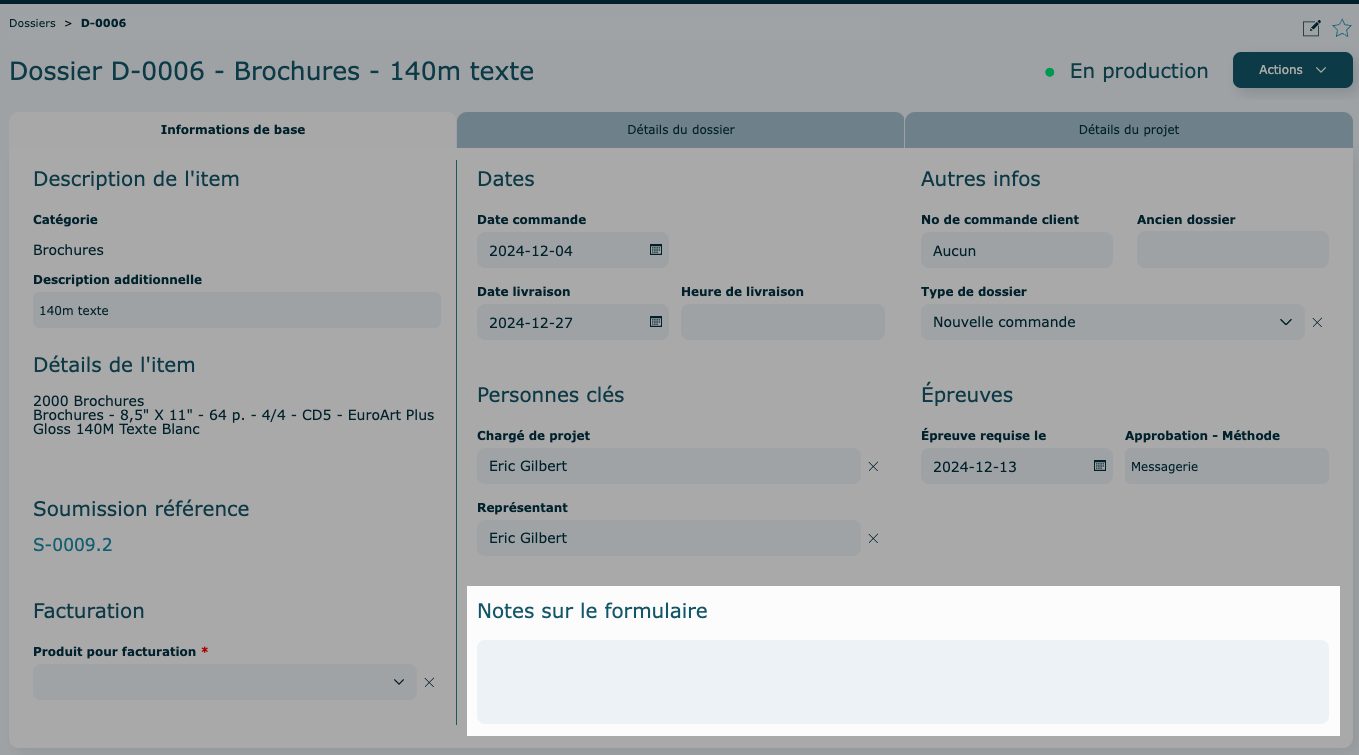 Dossiers > D-0006
Dossier D-0006 - Brochures - 140m texte
En production
Actions
Informations de base
Détails du dossier
Détails du projet
Description de l'item
Catégorie
Brochures
Description additionnelle
140m texte
Détails de l'item
2000 Brochures
Brochures - 8,5" X 11" - 64 p. - 4/4 - CD5 - EuroArt Plus
Gloss 140M Texte Blanc
Soumission référence
S-0009.2
Facturation
Produit pour facturation *
Dates
Date commande
2024-12-04
Date livraison
Heure de livraison
2024-12-27
Personnes clés
Chargé de projet
Eric Gilbert
Représentant
Eric Gilbert
Autres infos
No de commande client
Ancien dossier
Aucun
Type de dossier
Nouvelle commande
Épreuves
Épreuve requise le
Approbation - Méthode
2024-12-13
Messagerie
Notes sur le formulaire